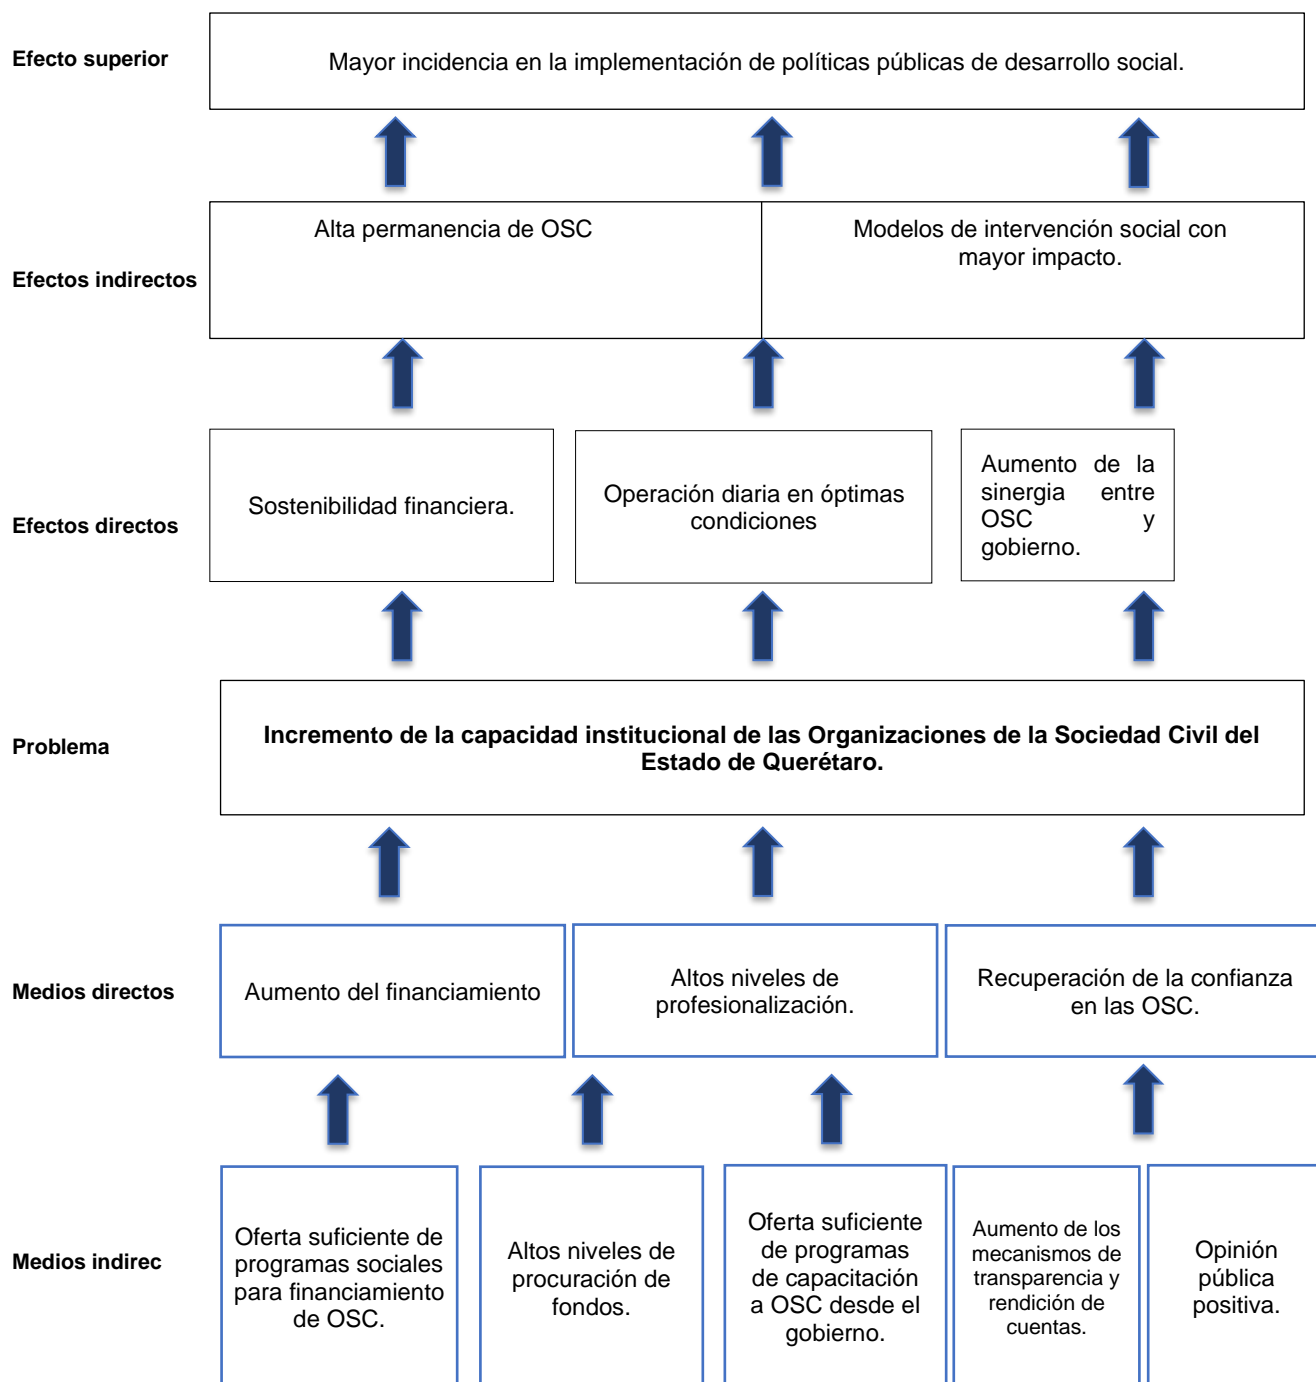 Efecto superior
Mayor incidencia en la implementación de políticas públicas de desarrollo social.
Efectos indirectos
Alta permanencia de OSC
Modelos de intervención social con
mayor impacto.
Efectos directos
Sostenibilidad financiera.
Operación diaria en óptimas
condiciones
Aumento de la
sinergia entre
OSC y
gobierno.
Problema
Incremento de la capacidad institucional de las Organizaciones de la Sociedad Civil del
Estado de Querétaro.
Medios directos
Aumento del financiamiento
Altos niveles de
profesionalización.
Recuperación de la confianza
en las OSC.
Medios indirec
Oferta suficiente de
programas sociales
para financiamiento
de OSC.
Altos niveles de
procuración de
fondos.
Oferta suficiente
de programas
de capacitación
a OSC desde el
gobierno.
Aumento de los
mecanismos de
transparencia y
rendición de
cuentas.
Opinión
pública
positiva.